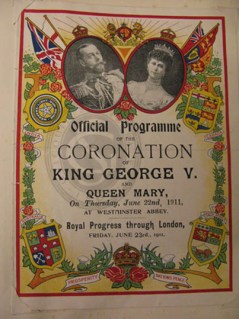 Official Programme
OF THE
CORONATION
OF
KING GEORGE V.
AND
QUEEN MARY,
On Thursday, June 22nd, 1911,
AT WESTMINSTER ABBEY.
Royal Progress through London,
FRIDAY, JUNE 23rd, 1911.